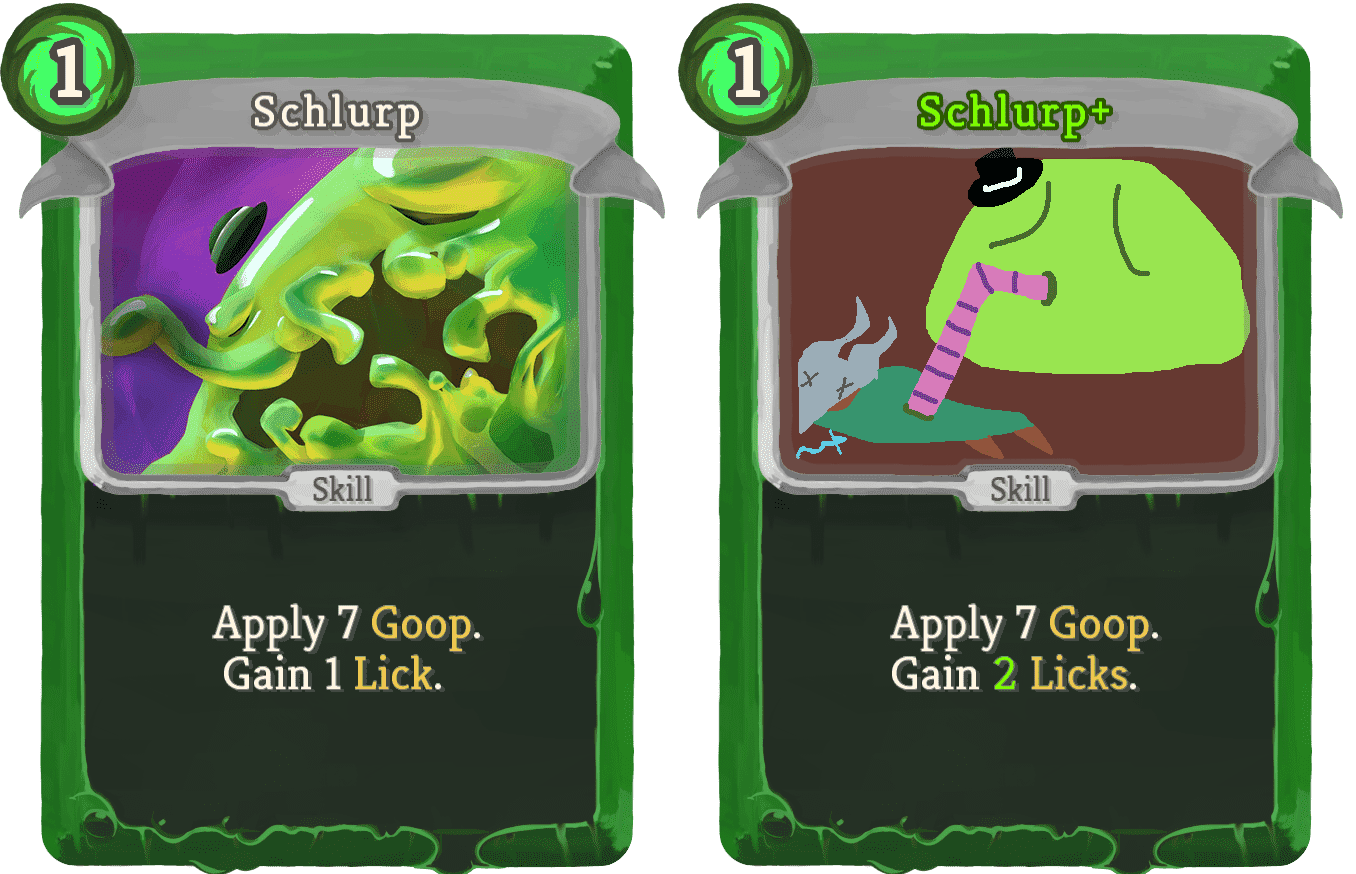 1
Schlurp
Skill
Apply 7 Goop.
Gain 1 Lick.
1
Schlurp+
Skill
Apply 7 Goop.
Gain 2 Licks.